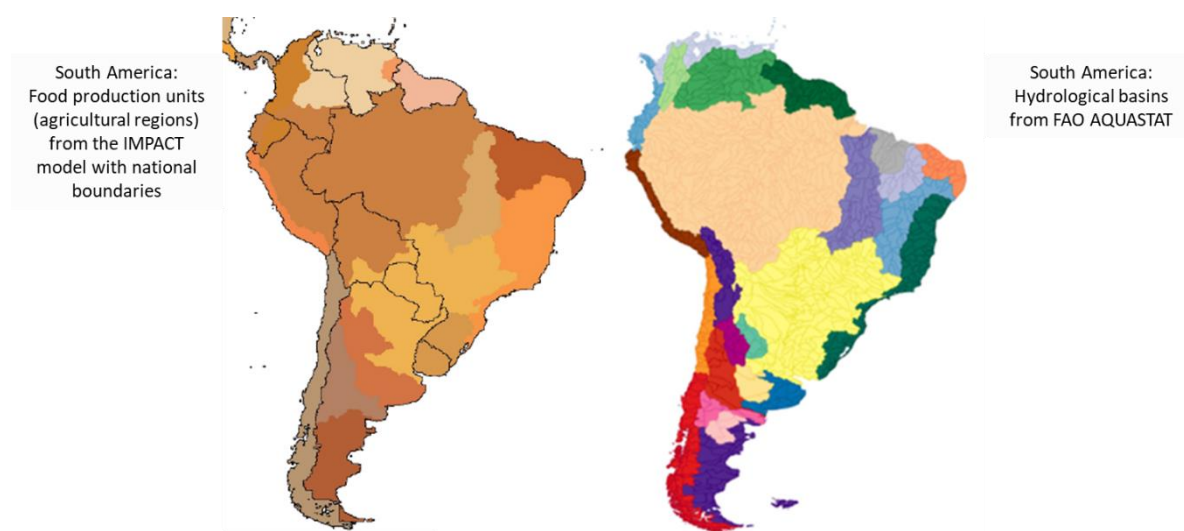 South America:
Food production units
(agricultural regions)
from the IMPACT
model with national
boundaries
South America:
Hydrological basins
from FAO AQUASTAT